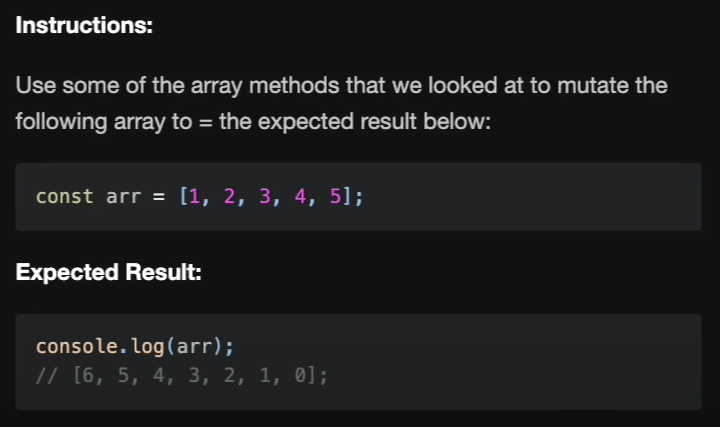 Instructions:
Use some of the array methods that we looked at to mutate the
following array to = the expected result below:
const arr = [1, 2, 3, 4, 5];
Expected Result:
console.log(arr);
// [6, 5, 4, 3, 2, 1, 0];